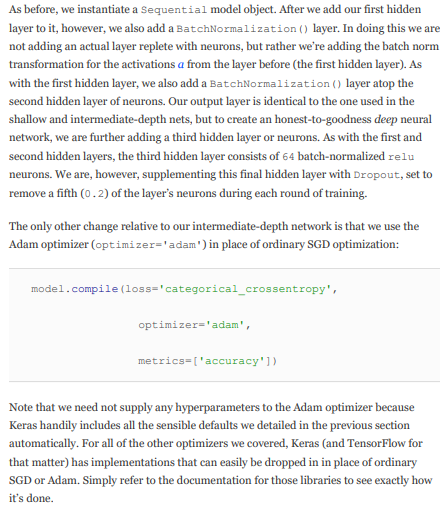 As before, we instantiate a Sequential model object. After we add our first hidden
layer to it, however, we also add a BatchNormalization() layer. In doing this we are
not adding an actual layer replete with neurons, but rather we're adding the batch norm
transformation for the activations a from the layer before (the first hidden layer). As
with the first hidden layer, we also add a BatchNormalization() layer atop the
second hidden layer of neurons. Our output layer is identical to the one used in the
shallow and intermediate-depth nets, but to create an honest-to-goodness deep neural
network, we are further adding a third hidden layer or neurons. As with the first and
second hidden layers, the third hidden layer consists of 64 batch-normalized relu
neurons. We are, however, supplementing this final hidden layer with Dropout, set to
remove a fifth (0.2) of the layer's neurons during each round of training.
The only other change relative to our intermediate-depth network is that we use the
Adam optimizer (optimizer='adam') in place of ordinary SGD optimization:
model.compile(loss='categorical_crossentropy',
optimizer='adam',
metrics=['accuracy'])
Note that we need not supply any hyperparameters to the Adam optimizer because
Keras handily includes all the sensible defaults we detailed in the previous section
automatically. For all of the other optimizers we covered, Keras (and TensorFlow for
that matter) has implementations that can easily be dropped in in place of ordinary
SGD or Adam. Simply refer to the documentation for those libraries to see exactly how
it's done.